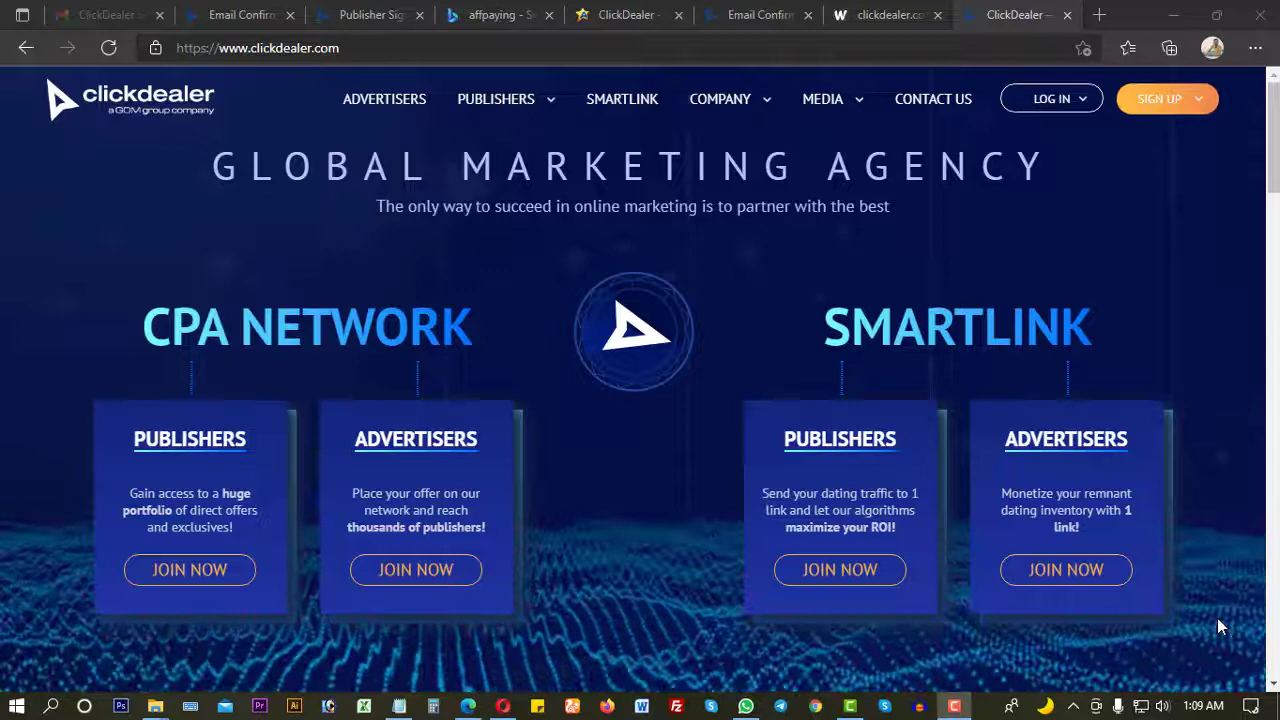 ClickDealer a
Email Confirm
Publisher Sig
affpaying - Se
ClickDealer -
Email Confirm
clickdealer.co
ClickDealer —
https://www.clickdealer.com
clickdealer
a GDM group company
ADVERTISERS
PUBLISHERS
SMARTLINK
COMPANY
MEDIA
CONTACT US
LOG IN
SIGN UP
GLOBAL MARKETING AGENCY
The only way to succeed in online marketing is to partner with the best
CPA NETWORK
PUBLISHERS
Gain access to a huge
portfolio of direct offers
and exclusives!
JOIN NOW
ADVERTISERS
Place your offer on our
network and reach
thousands of publishers!
JOIN NOW
SMARTLINK
PUBLISHERS
Send your dating traffic to 1
link and let our algorithms
maximize your ROI!
JOIN NOW
ADVERTISERS
Monetize your remnant
dating inventory with 1
link!
JOIN NOW
1:09 AM